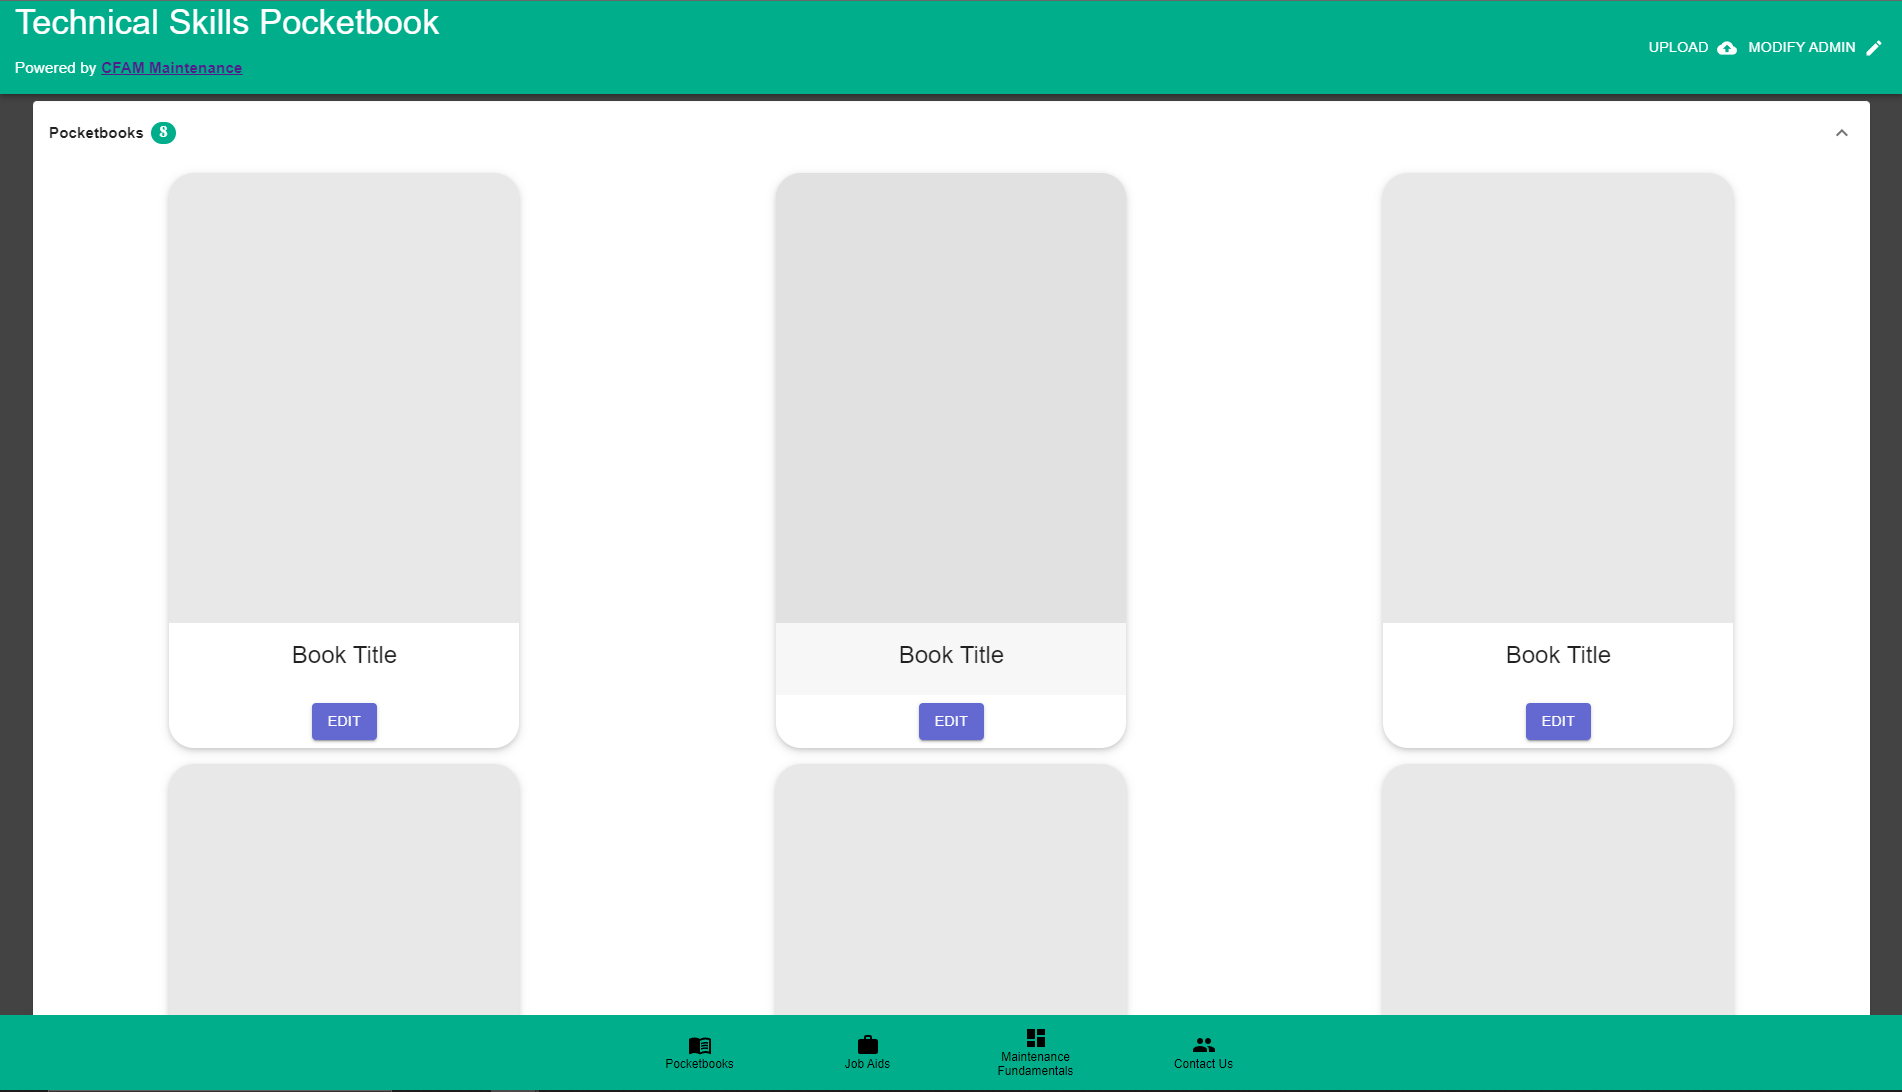 Technical Skills Pocketbook
Powered by CFAM Maintenance
UPLOAD MODIFY ADMIN
Pocketbooks 8
Book Title Book Title Book Title
EDIT EDIT EDIT
Pocketbooks
Job Aids
Maintenance
Fundamentals
Contact Us